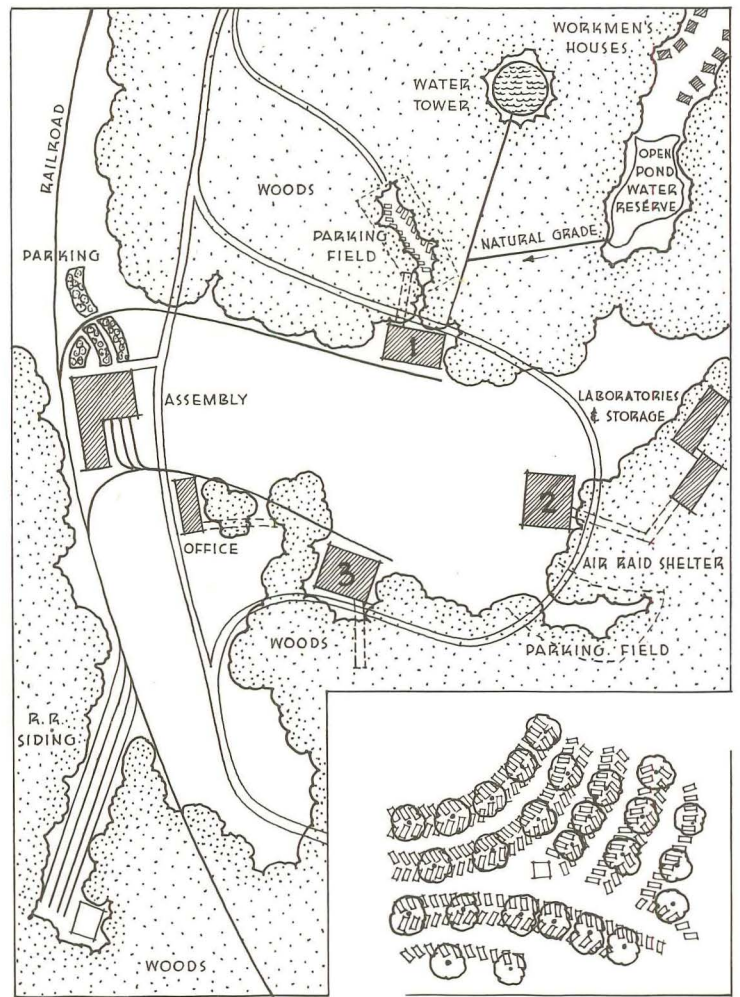 WORKMEN'S
HOUSES
WATER
TOWER
RAILROAD
OPEN
POND
WATER
RESERVE
WOODS
PARKING
FIELD
NATURAL GRADE
PARKING
1
ASSEMBLY
LABORATORIES
& STORAGE
2
OFFICE
3
AIR RAID SHELTER
WOODS
PARKING FIELD
R.R.
SIDING
WOODS